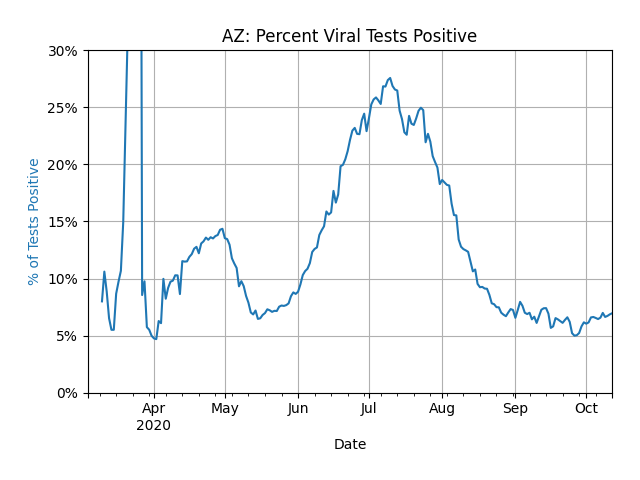 AZ: Percent Viral Tests Positive
30%
25%
20%
15%
10%
5%
0%
% of Tests Positive
Apr May Jun Jul Aug Sep Oct
2020
Date